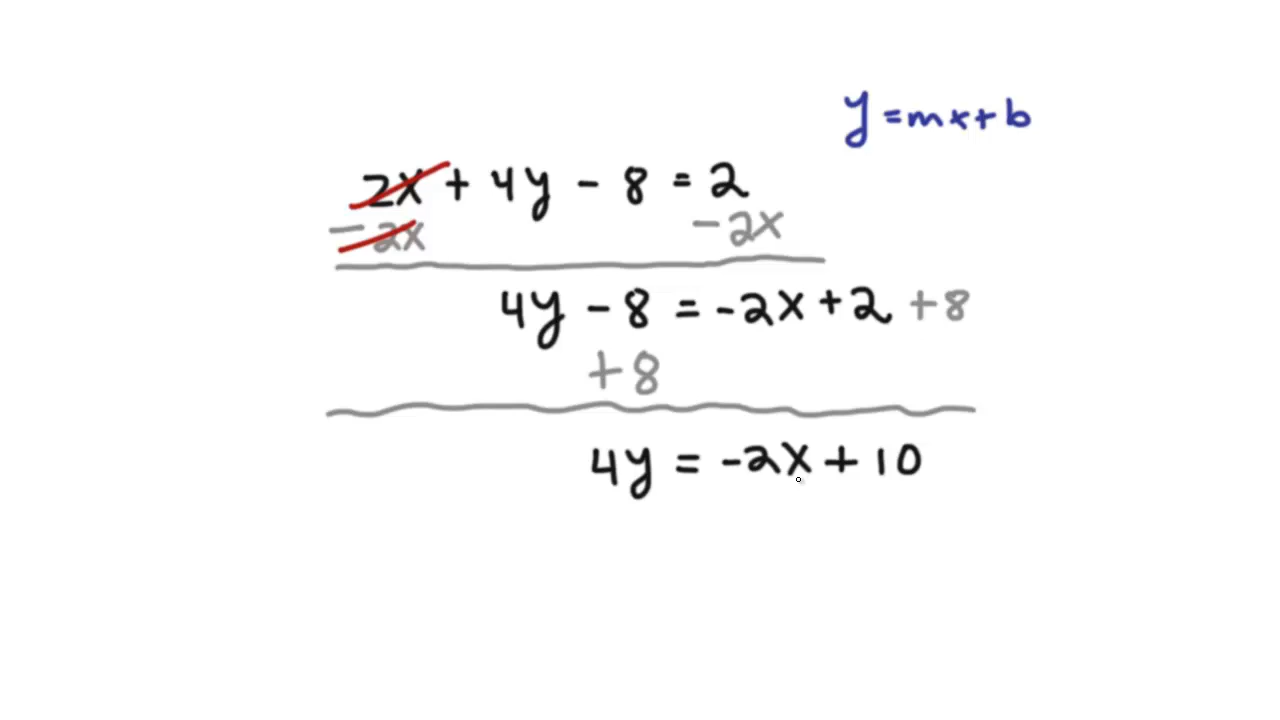 y = mx + b
2x + 4y - 8 = 2
- 2x - 2x
4y - 8 = -2x + 2 + 8
+ 8
4y = -2x + 10